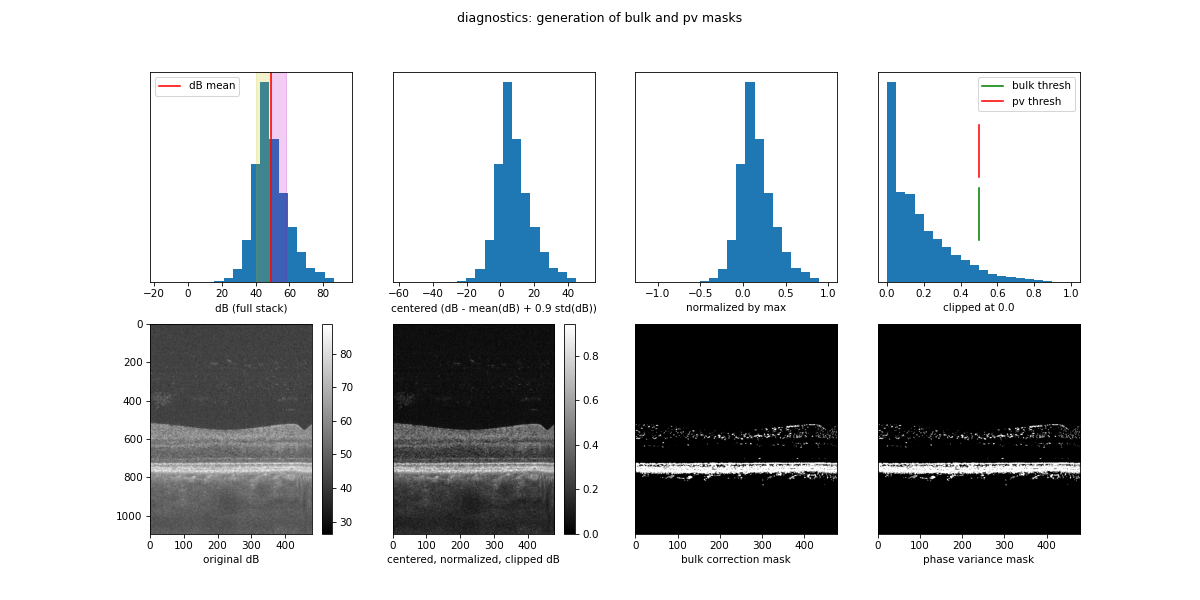 diagnostics: generation of bulk and pv masks
dB mean
bulk thresh
pv thresh
−20 0 20 40 60 80
−60 −40 −20 0 20 40
−1.0 −0.5 0.0 0.5 1.0
0.0 0.2 0.4 0.6 0.8 1.0
dB (full stack)
centered (dB - mean(dB) + 0.9 std(dB))
normalized by max
clipped at 0.0
0
200
400
600
800
1000
80
70
60
50
40
30
0.8
0.6
0.4
0.2
0.0
0 100 200 300 400
0 100 200 300 400
0 100 200 300 400
0 100 200 300 400
original dB
centered, normalized, clipped dB
bulk correction mask
phase variance mask